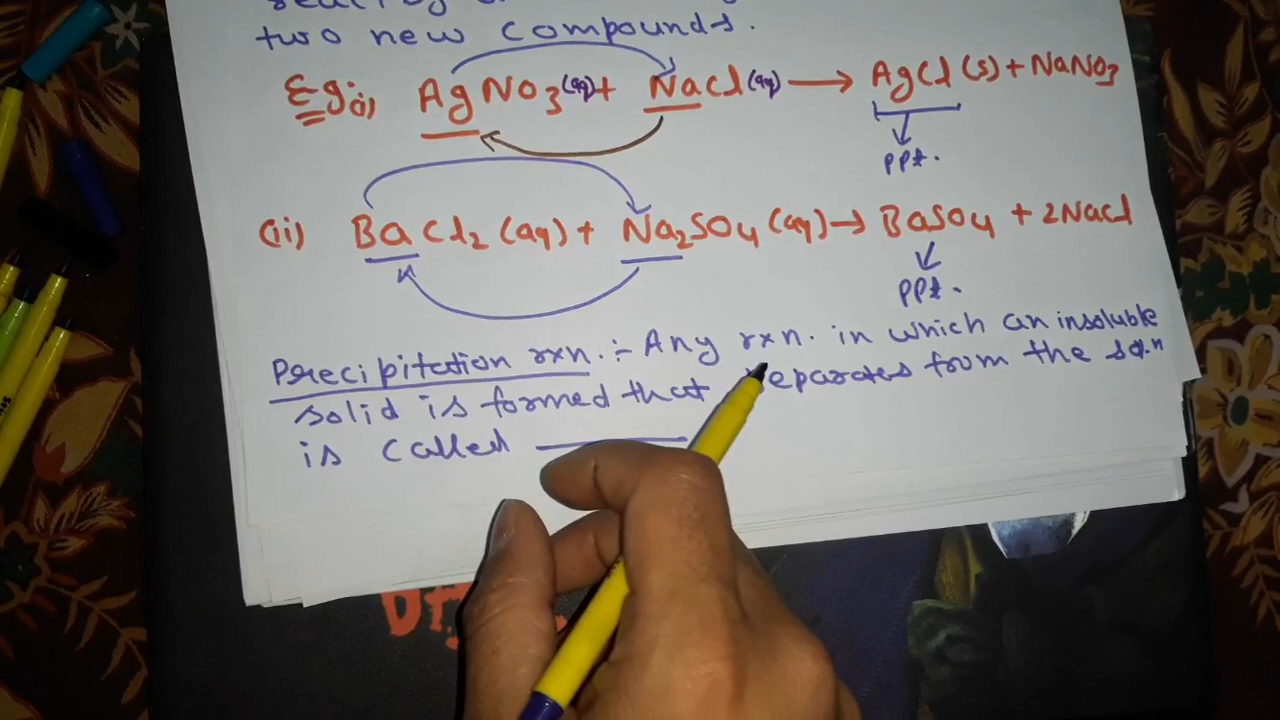 two new compounds.
Eg:i) AgNO3(aq) + NaCl(aq) → AgCl(s) + NaNO3
ppt.
(ii) BaCl2 (aq) + Na2SO4 (aq) → BaSO4 + 2NaCl
ppt.
Precipitation rxn. :- Any rxn. in which an insoluble
solid is formed that separates from the sol.n
is called